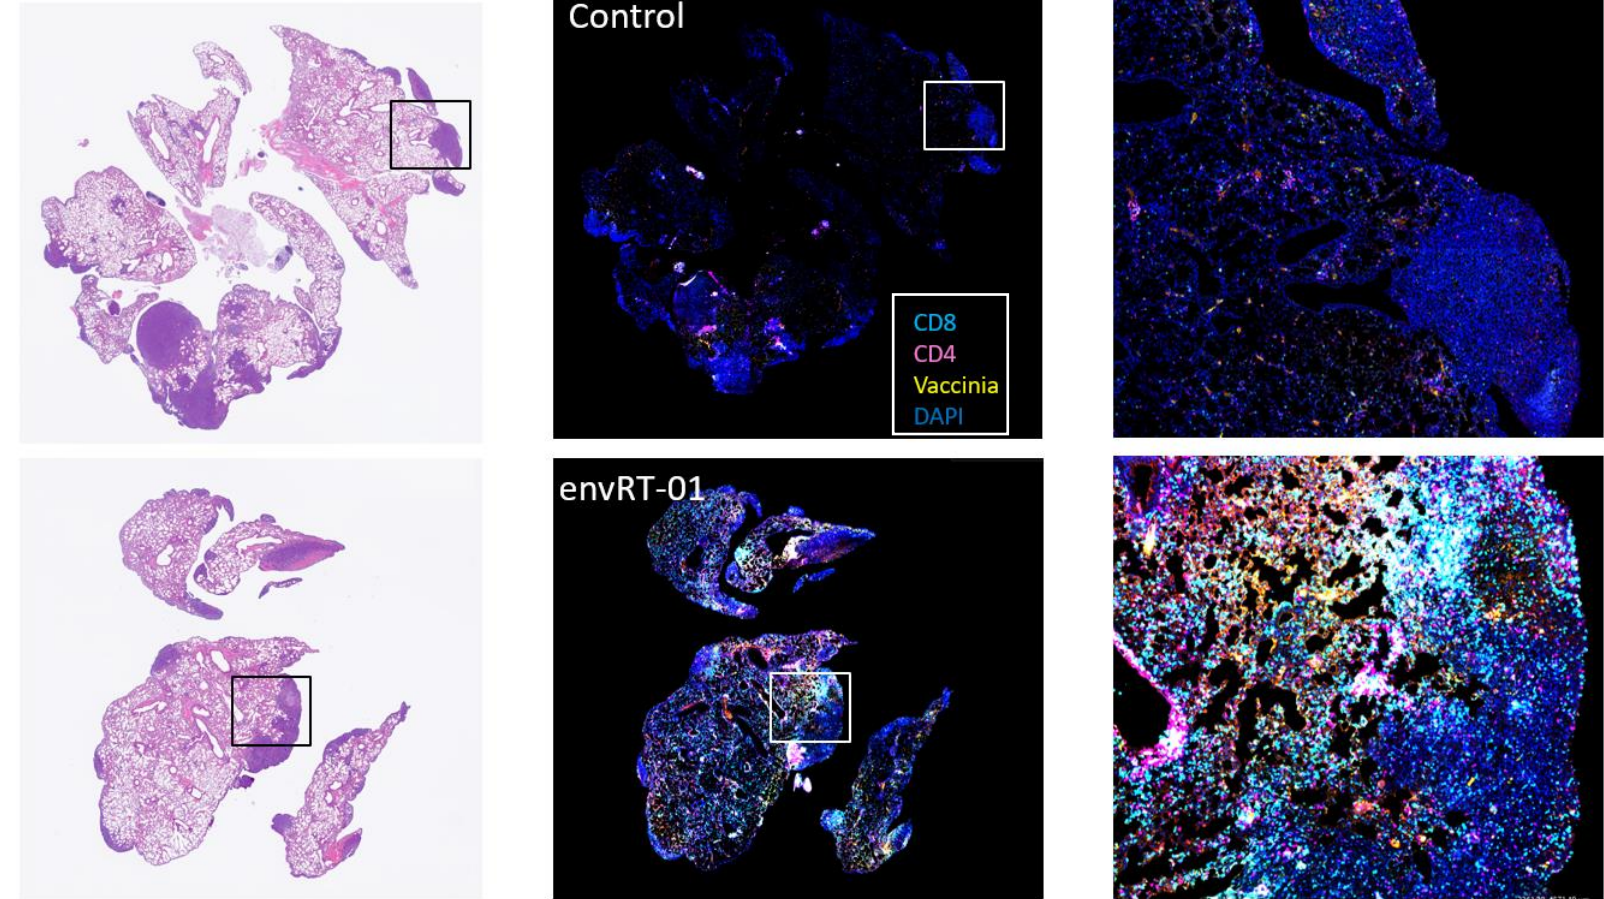 Control
CD8
CD4
Vaccinia
DAPI
envRT-01